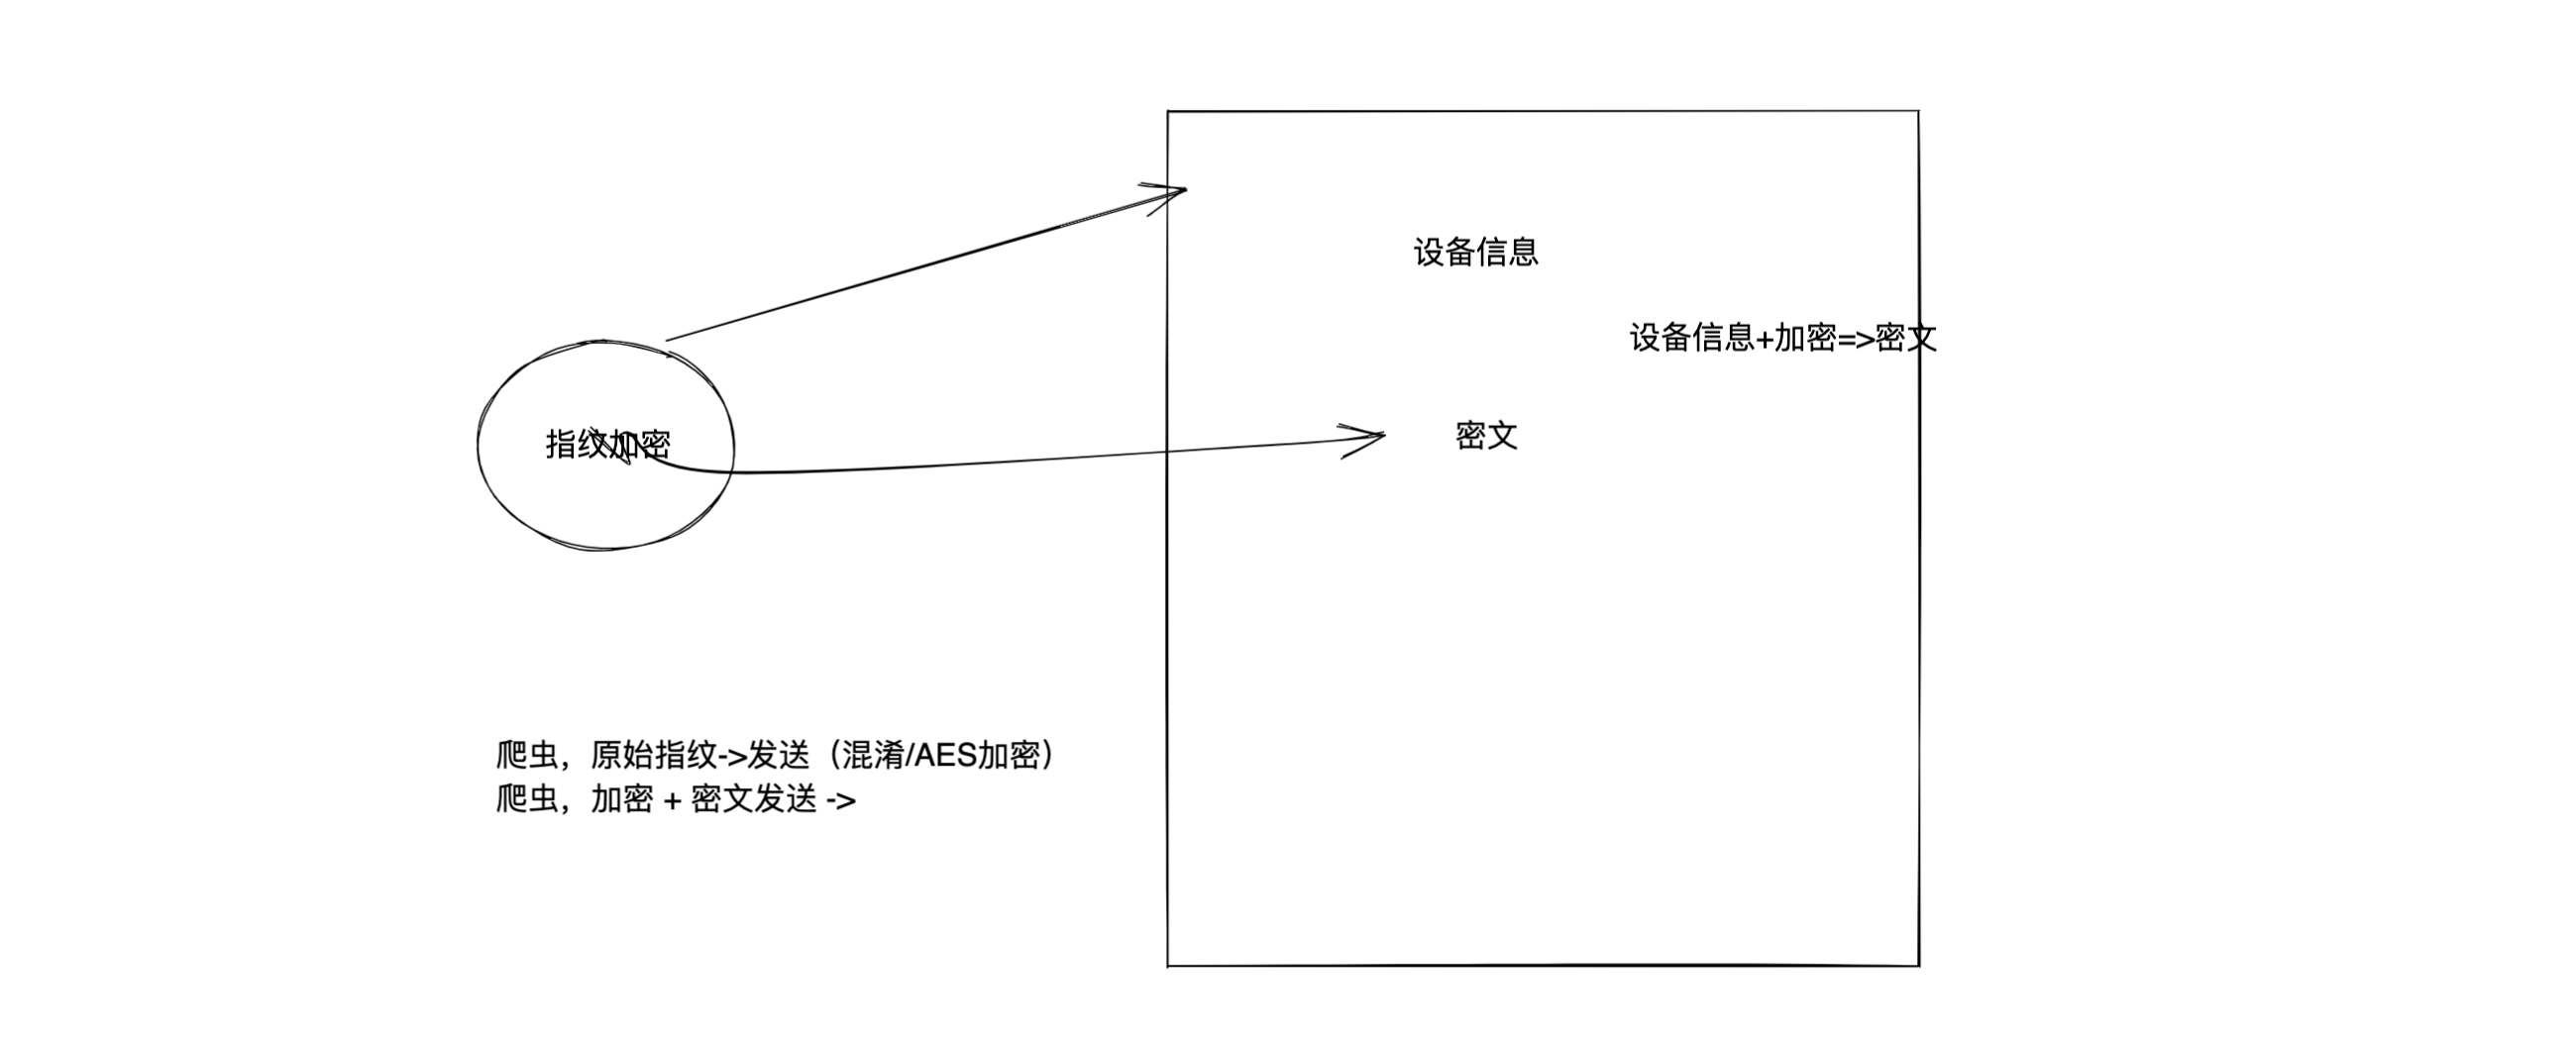 设备信息
设备信息+加密=>密文
密文
指纹加密
爬虫，原始指纹->发送（混淆/AES加密）
爬虫，加密 + 密文发送 ->